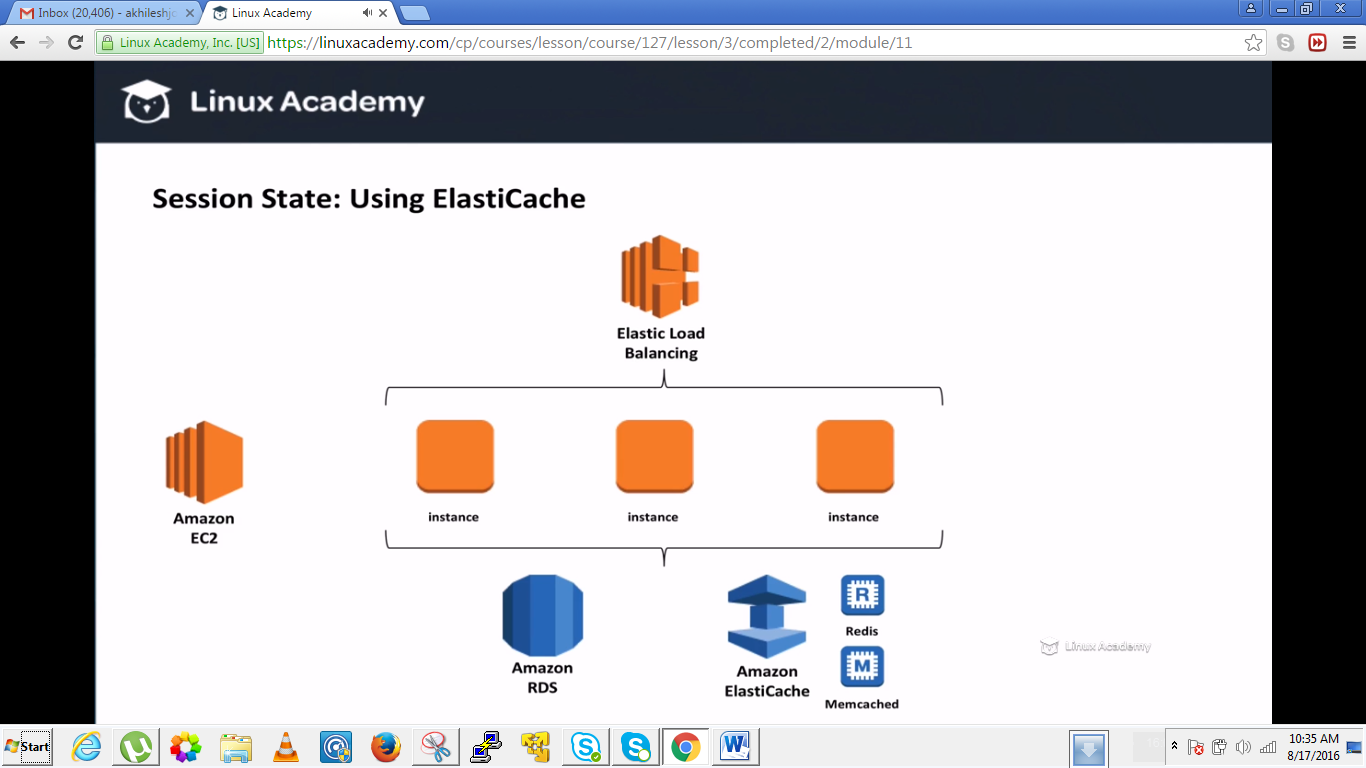 Inbox (20,406) - akhileshjo
Linux Academy
Linux Academy, Inc. [US]
https://linuxacademy.com/cp/courses/lesson/course/127/lesson/3/completed/2/module/11
Linux Academy
Session State: Using ElastiCache
Elastic Load
Balancing
Amazon
EC2
instance
instance
instance
Amazon
RDS
Amazon
ElastiCache
R
Redis
M
Memcached
Linux Academy
Start
10:35 AM
8/17/2016